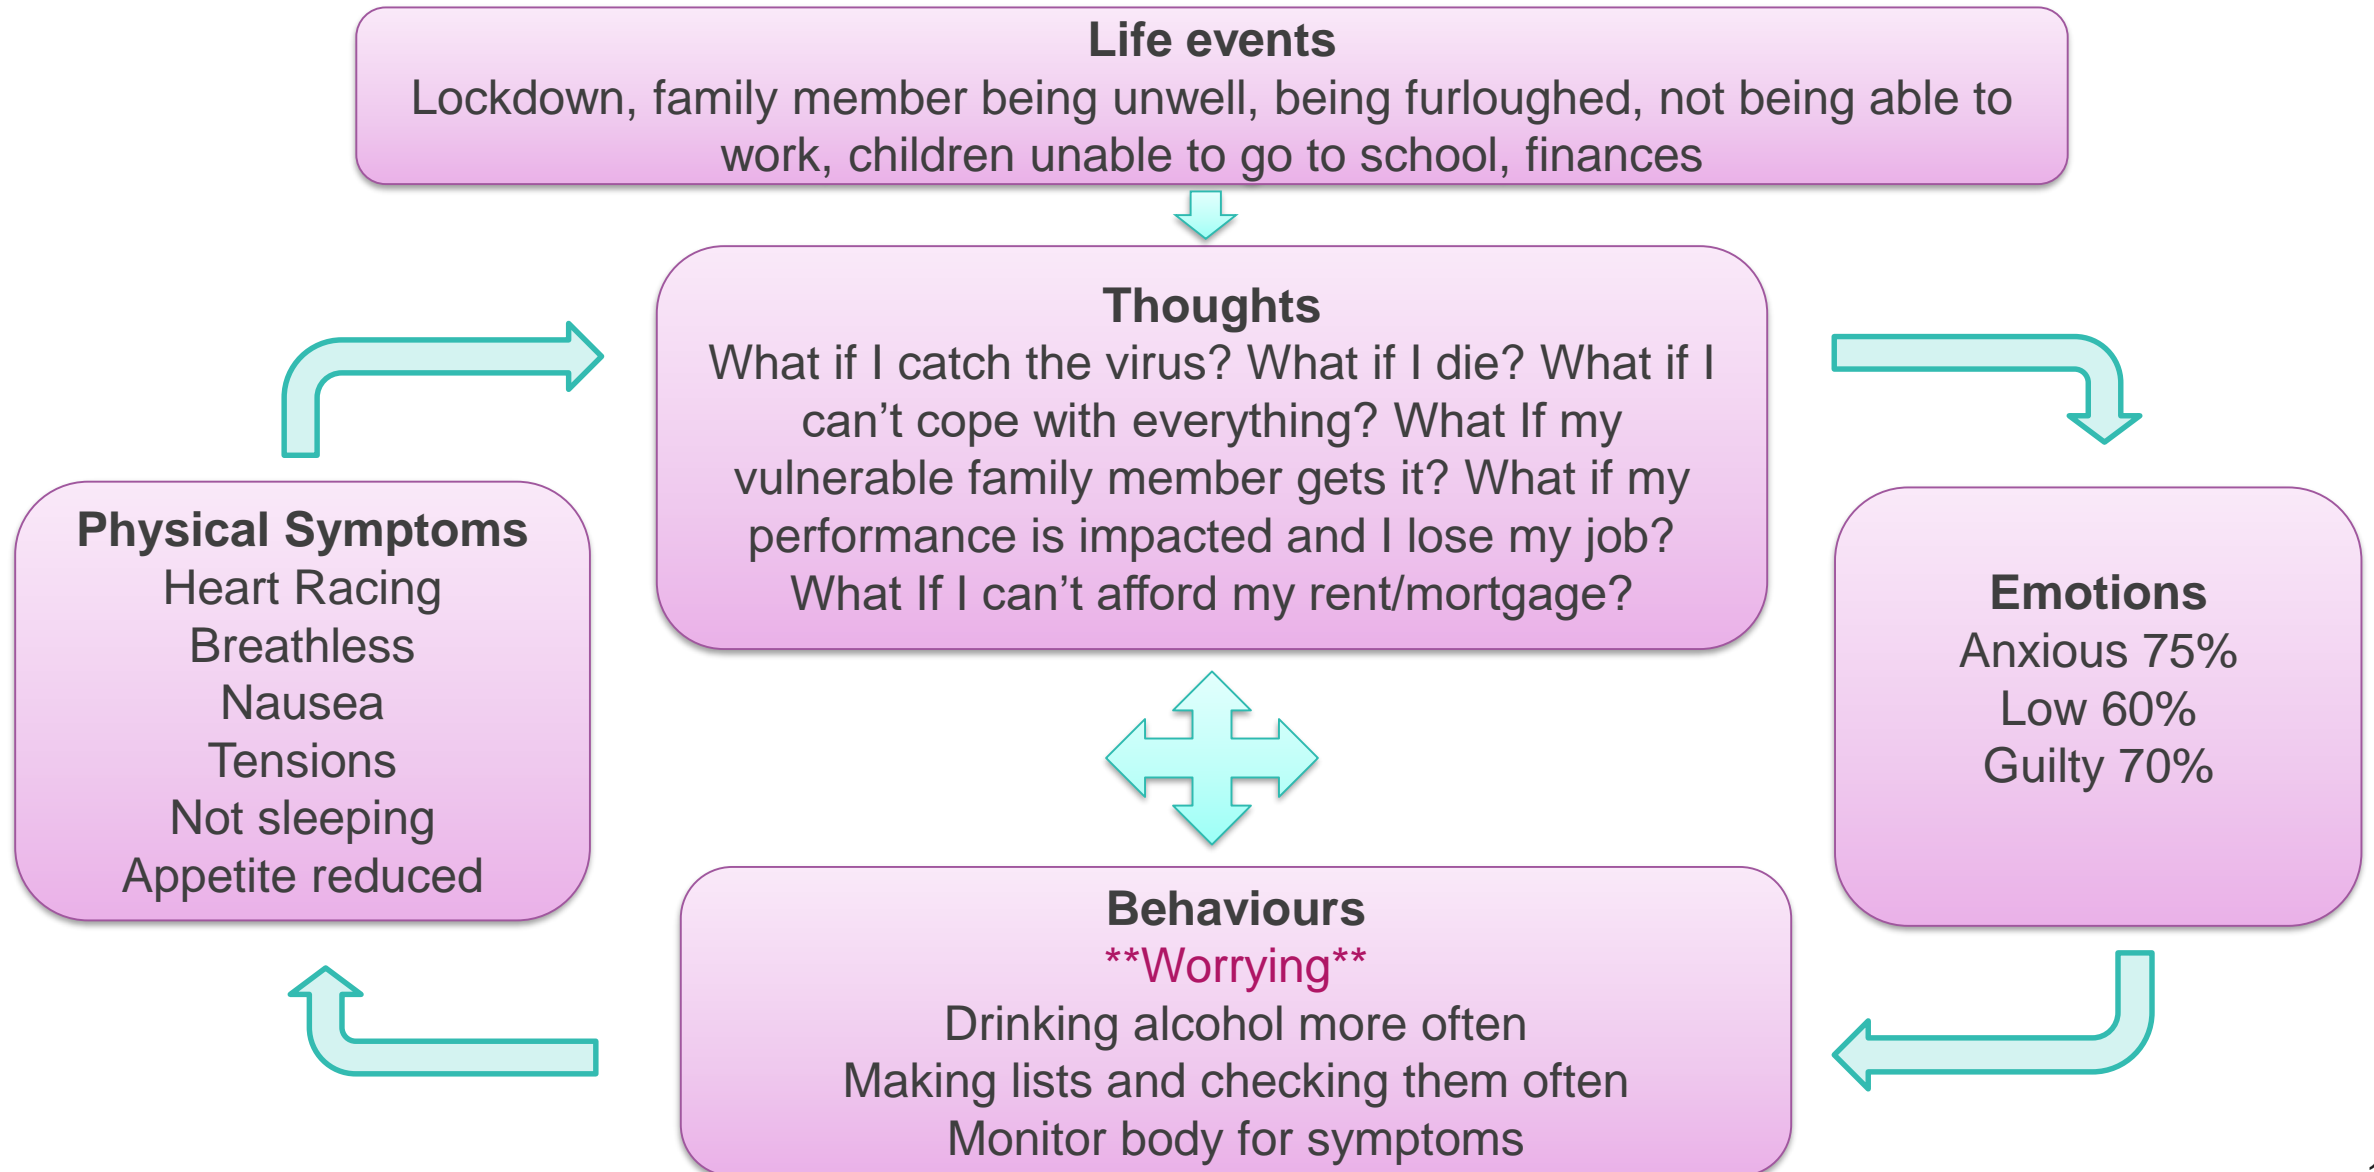 Life events
Lockdown, family member being unwell, being furloughed, not being able to
work, children unable to go to school, finances
Thoughts
What if I catch the virus? What if I die? What if I
can’t cope with everything? What If my
vulnerable family member gets it? What if my
performance is impacted and I lose my job?
What If I can’t afford my rent/mortgage?
Emotions
Anxious 75%
Low 60%
Guilty 70%
Behaviours
**Worrying**
Drinking alcohol more often
Making lists and checking them often
Monitor body for symptoms
Physical Symptoms
Heart Racing
Breathless
Nausea
Tensions
Not sleeping
Appetite reduced